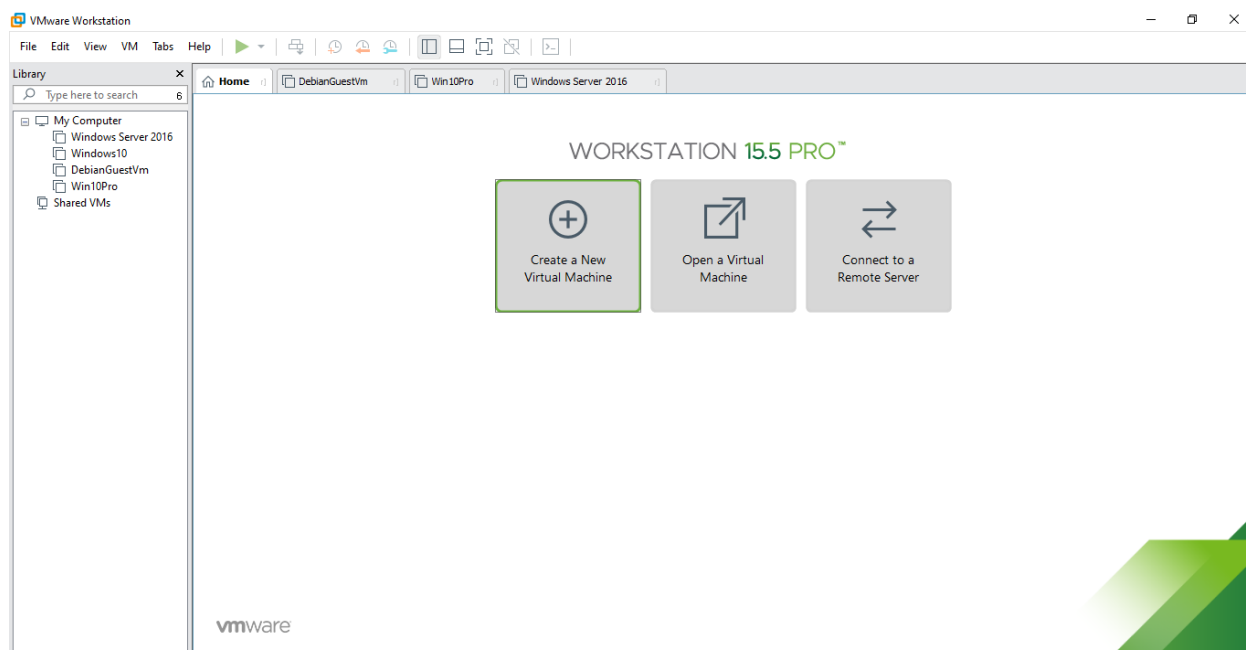 VMware Workstation
File Edit View VM Tabs Help
Library
Type here to search
My Computer
Windows Server 2016
Windows10
DebianGuestVm
Win10Pro
Shared VMs
Home DebianGuestVm Win10Pro Windows Server 2016
WORKSTATION 15.5 PRO™
Create a New
Virtual Machine
Open a Virtual
Machine
Connect to a
Remote Server
vmware